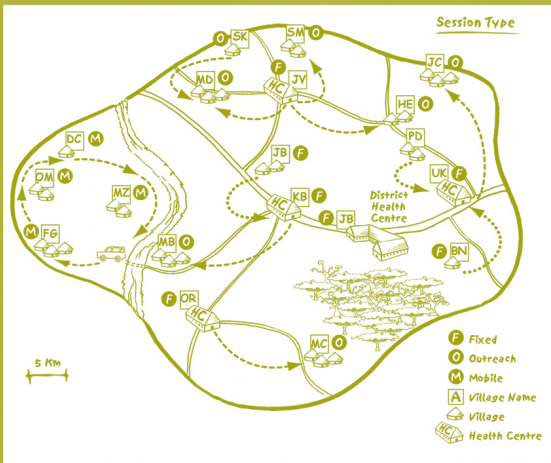 Session Type
SK O
SM O
JC O
MD O
F
HC
JV
HE O
PD
DC M
OM M
MZ M
M FG
JB F
UK F
HC
KB F
HC
District
Health
Centre
F JB
MB O
F BN
F OR
HC
MC O
5 Km
F Fixed
O Outreach
M Mobile
A Village Name
Village
HC Health Centre